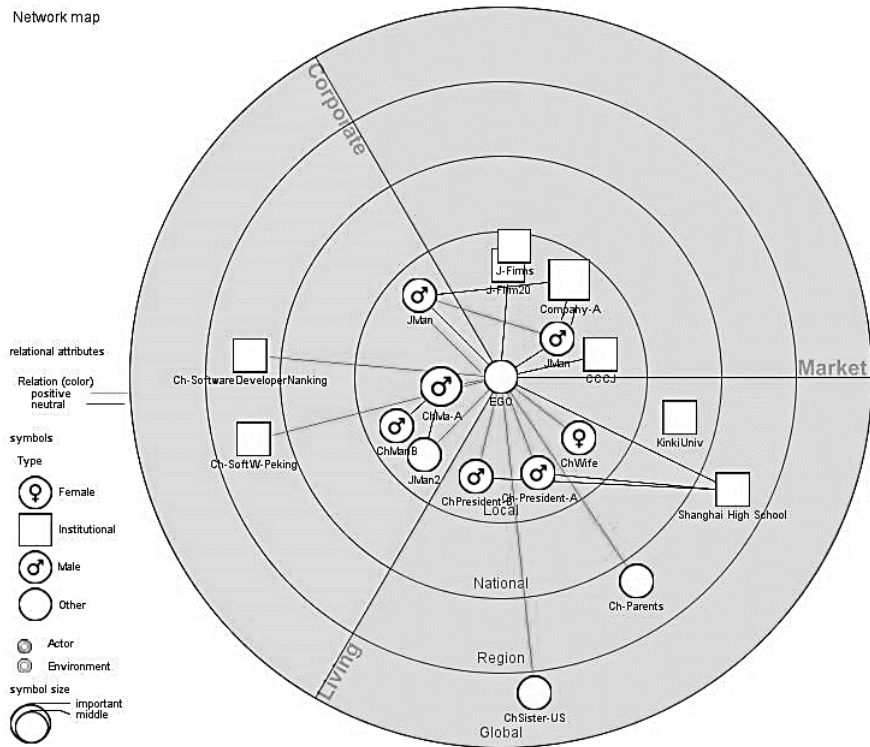 Network map
Corporate
J-Firms
J-Firm20
Company-A
JMan
JMan
relational attributes
Ch-SoftwareDeveloperNanking
CCCJ
Market
Relation (color)
positive
neutral
ChMa-A
EGO
symbols
ChManB
KinkiUniv
Type
Ch-SoftW-Peking
ChWife
JMan2
Female
ChPresident-B
Ch-President-A
Local
Shanghai High School
Institutional
Male
National
Ch-Parents
Other
Actor
Region
Environment
Living
symbol size
important
middle
ChSister-US
Global